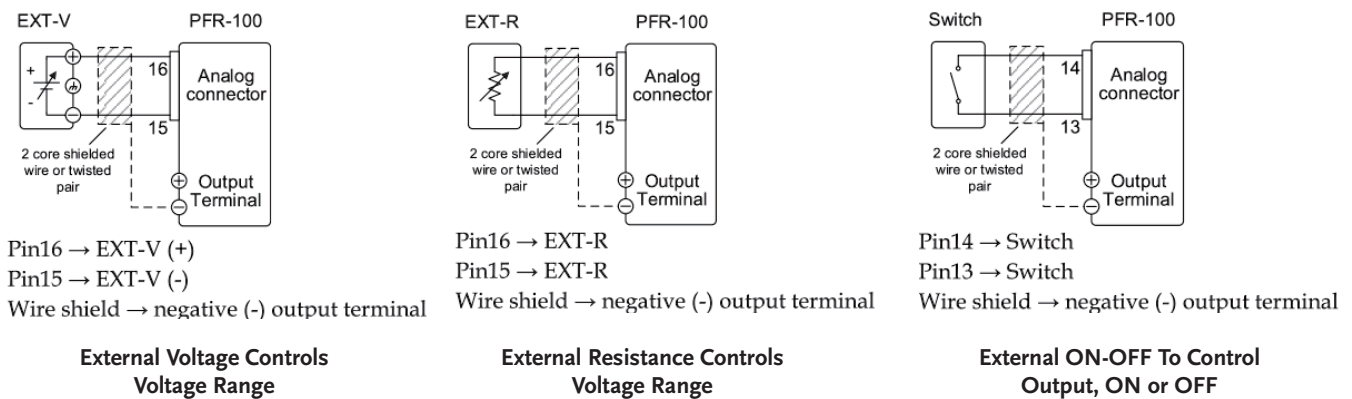 EXT-V PFR-100
+
-
16
15
Analog
connector
2 core shielded
wire or twisted
pair
Output
Terminal
Pin16 → EXT-V (+)
Pin15 → EXT-V (-)
Wire shield → negative (-) output terminal
External Voltage Controls
Voltage Range
EXT-R PFR-100
16
15
Analog
connector
2 core shielded
wire or twisted
pair
Output
Terminal
Pin16 → EXT-R
Pin15 → EXT-R
Wire shield → negative (-) output terminal
External Resistance Controls
Voltage Range
Switch PFR-100
14
13
Analog
connector
2 core shielded
wire or twisted
pair
Output
Terminal
Pin14 → Switch
Pin13 → Switch
Wire shield → negative (-) output terminal
External ON-OFF To Control
Output, ON or OFF